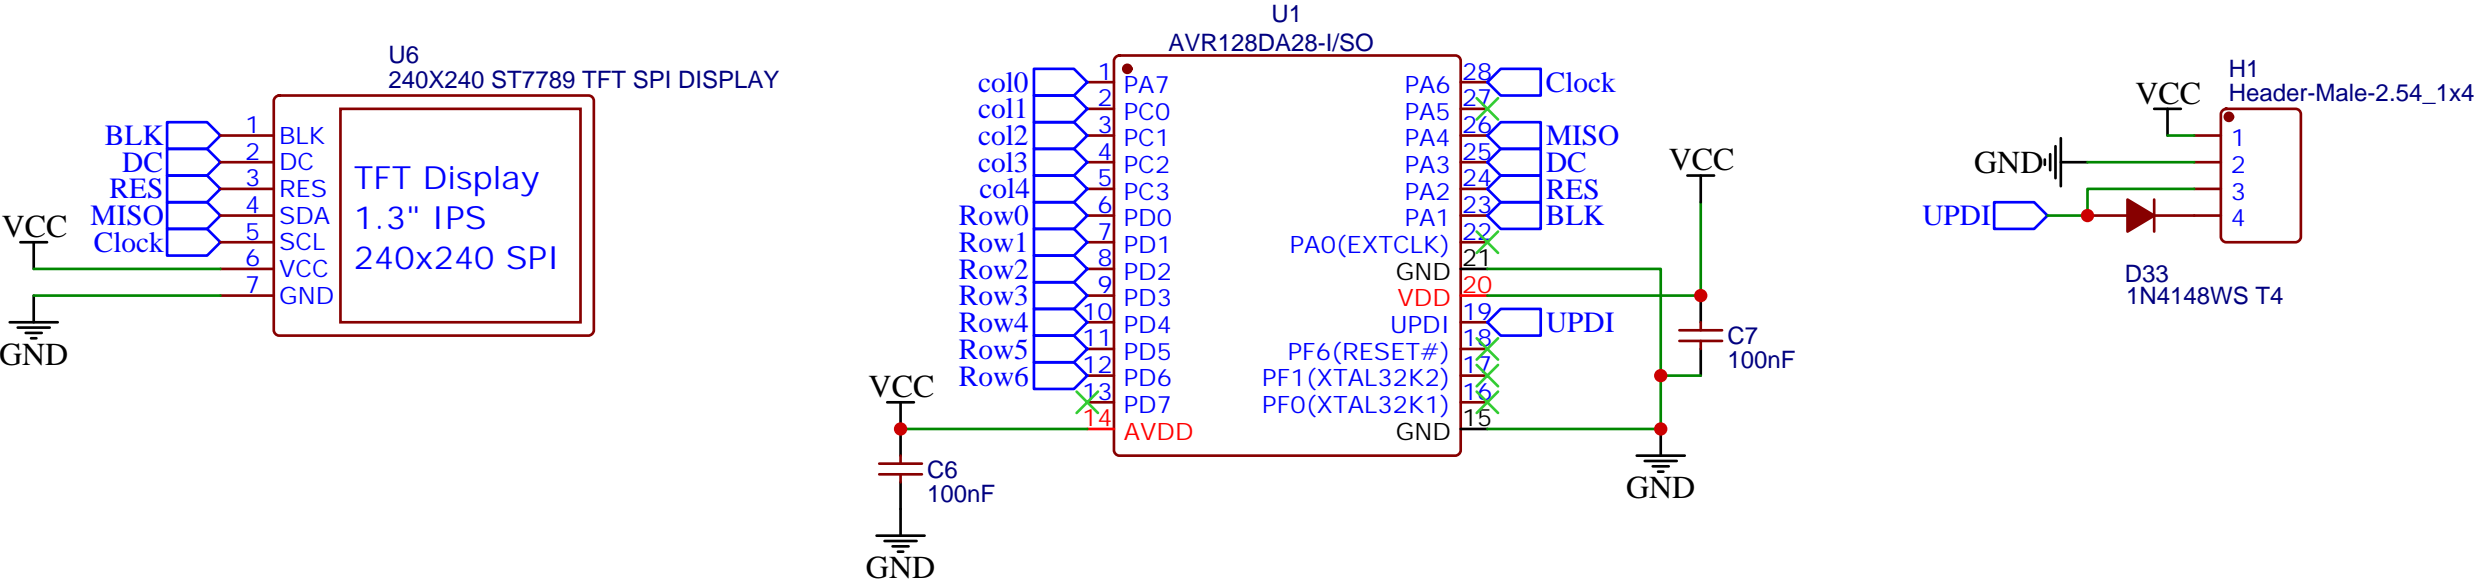 U6
240X240 ST7789 TFT SPI DISPLAY
BLK 1 BLK
DC 2 DC
RES 3 RES
MISO 4 SDA
Clock 5 SCL
VCC 6 VCC
7 GND
GND
TFT Display
1.3" IPS
240x240 SPI
U1
AVR128DA28-I/SO
col0 1 PA7
col1 2 PC0
col2 3 PC1
col3 4 PC2
col4 5 PC3
Row0 6 PD0
Row1 7 PD1
Row2 8 PD2
Row3 9 PD3
Row4 10 PD4
Row5 11 PD5
Row6 12 PD6
13 PD7
14 AVDD
VCC
C6
100nF
GND
PA6 28 Clock
PA5 27
PA4 26 MISO
PA3 25 DC
PA2 24 RES
PA1 23 BLK
PA0(EXTCLK) 22
GND 21
VDD 20
UPDI 19 UPDI
PF6(RESET#) 18
PF1(XTAL32K2) 17
PF0(XTAL32K1) 16
GND 15
VCC
C7
100nF
GND
H1
Header-Male-2.54_1x4
VCC 1
GND 2
3
UPDI 4
D33
1N4148WS T4